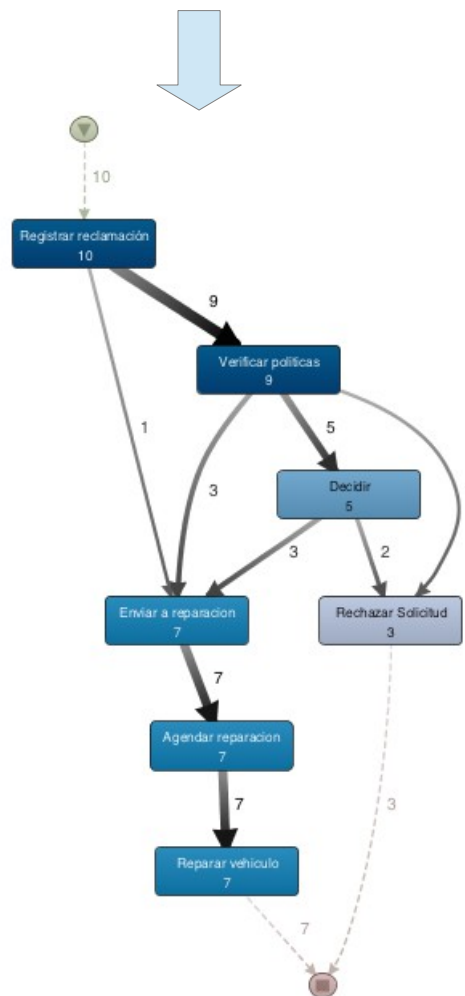 10
Registrar reclamación
10
9
Verificar políticas
9
1
3
5
Decidir
5
3
2
Enviar a reparacion
7
Rechazar Solicitud
3
7
Agendar reparacion
7
7
3
Reparar vehiculo
7
7